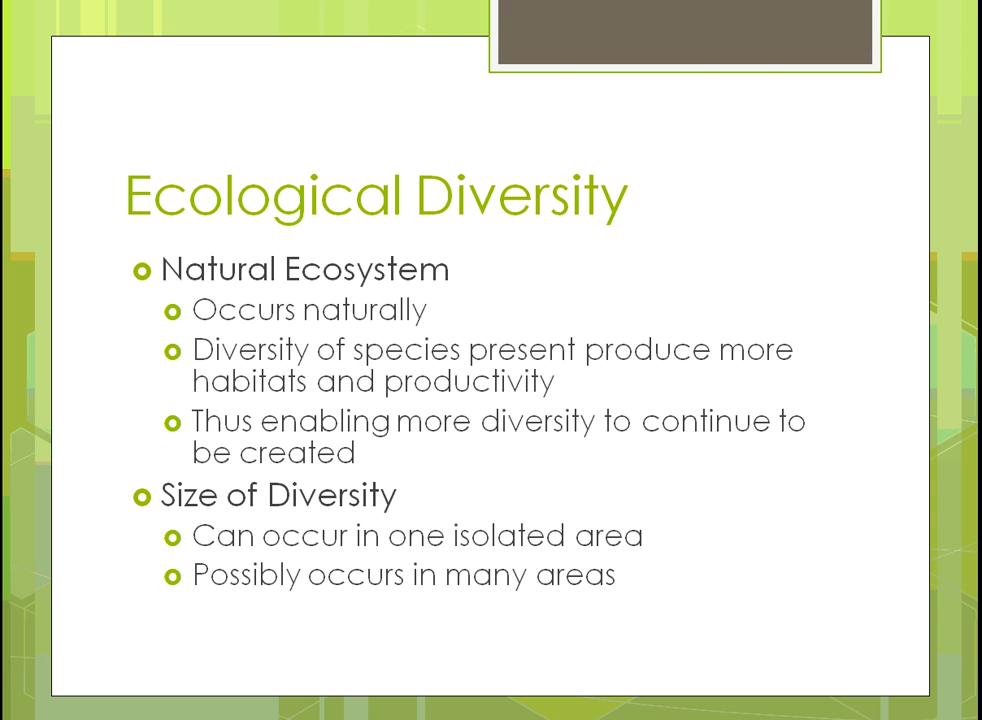 Ecological Diversity
Natural Ecosystem
Occurs naturally
Diversity of species present produce more
habitats and productivity
Thus enabling more diversity to continue to
be created
Size of Diversity
Can occur in one isolated area
Possibly occurs in many areas